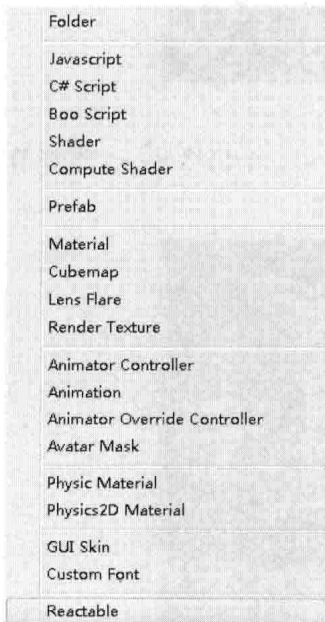 Folder
Javascript
C# Script
Boo Script
Shader
Compute Shader
Prefab
Material
Cubemap
Lens Flare
Render Texture
Animator Controller
Animation
Animator Override Controller
Avatar Mask
Physic Material
Physics2D Material
GUI Skin
Custom Font
Reactable